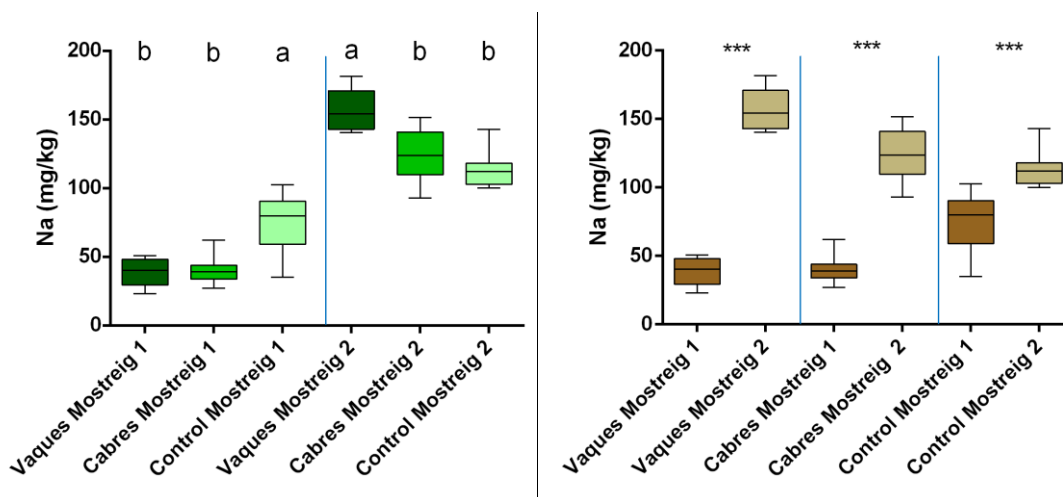 b b a a b b
200
150
100
50
0
Na (mg/kg)
Vaques Mostreig 1
Cabres Mostreig 1
Control Mostreig 1
Vaques Mostreig 2
Cabres Mostreig 2
Control Mostreig 2
*** *** ***
200
150
100
50
0
Na (mg/kg)
Vaques Mostreig 1
Vaques Mostreig 2
Cabres Mostreig 1
Cabres Mostreig 2
Control Mostreig 1
Control Mostreig 2